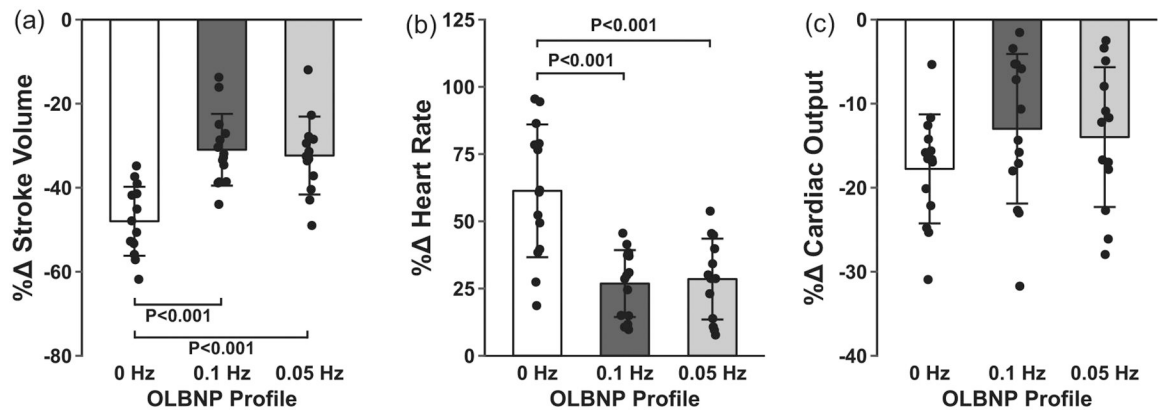 (a)
%Δ Stroke Volume
0
-20
-40
-60
-80
P<0.001
P<0.001
0 Hz 0.1 Hz 0.05 Hz
OLBNP Profile
(b)
%Δ Heart Rate
125
100
75
50
25
0
P<0.001
P<0.001
0 Hz 0.1 Hz 0.05 Hz
OLBNP Profile
(c)
%Δ Cardiac Output
0
-10
-20
-30
-40
0 Hz 0.1 Hz 0.05 Hz
OLBNP Profile